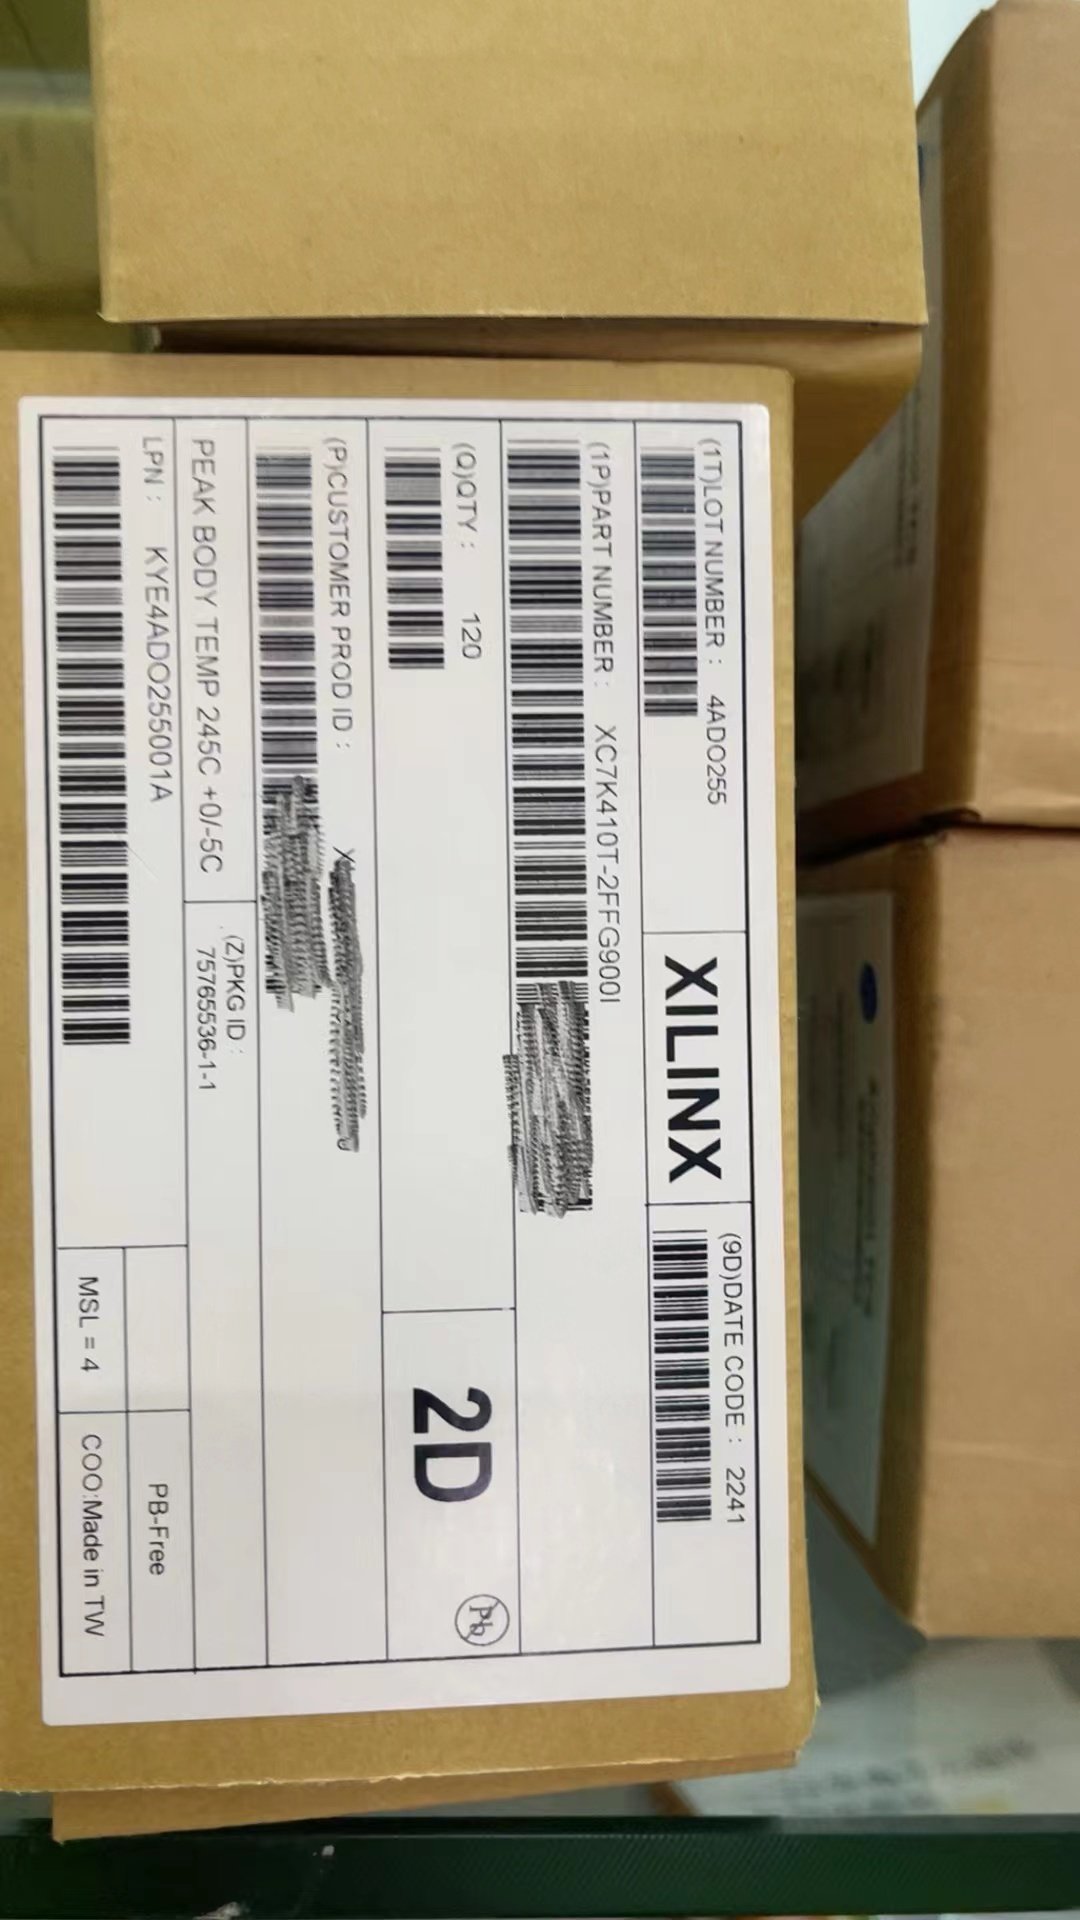 (1T)LOT NUMBER : 4ADO255
XILINX
(9D)DATE CODE : 2241
(1P)PART NUMBER : XC7K410T-2FFG900I
(Q)QTY : 120
2D
Pb
(P)CUSTOMER PROD ID :
PEAK BODY TEMP 245C +0/-5C
(Z)PKG ID :
75765536-1-1
LPN : KYE4ADO255001A
PB-Free
MSL = 4
COO:Made in TW